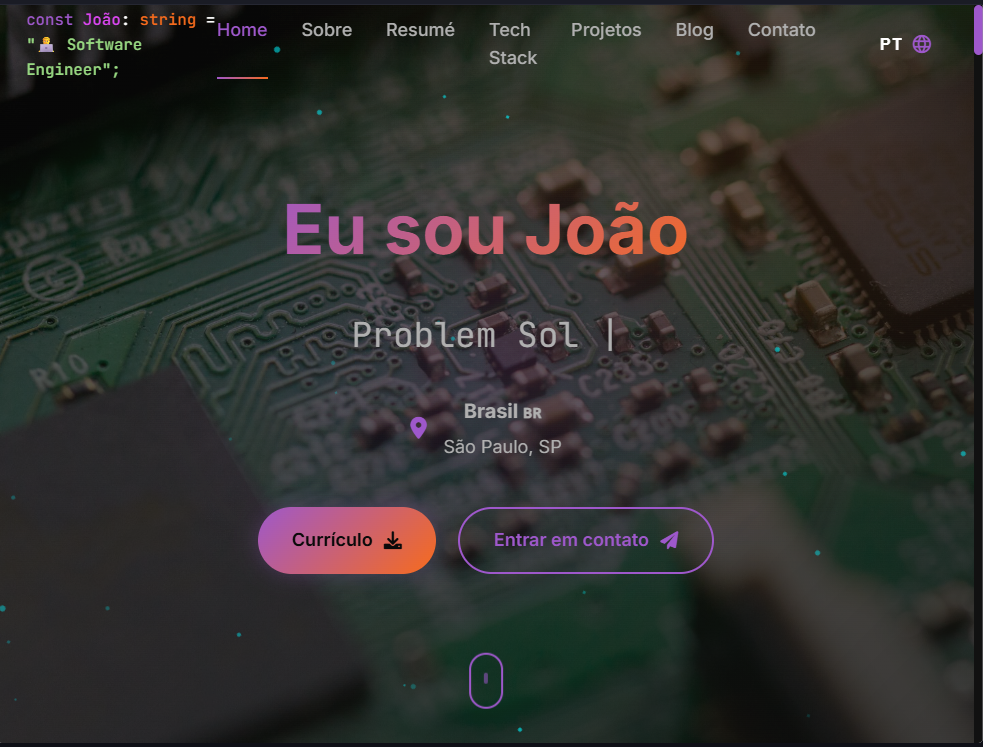 const João: string =
"👨‍💻 Software
Engineer";
Home
Sobre
Resumé
Tech
Stack
Projetos
Blog
Contato
PT
Eu sou João
Problem Sol |
R10
Brasil BR
São Paulo, SP
Currículo
Entrar em contato